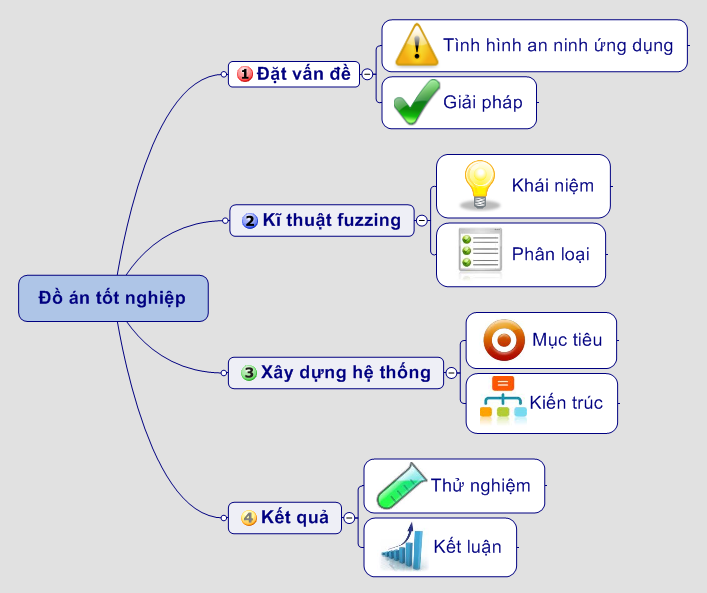 Đồ án tốt nghiệp
1 Đặt vấn đề
Tình hình an ninh ứng dụng
Giải pháp
2 Kĩ thuật fuzzing
Khái niệm
Phân loại
3 Xây dựng hệ thống
Mục tiêu
Kiến trúc
4 Kết quả
Thử nghiệm
Kết luận